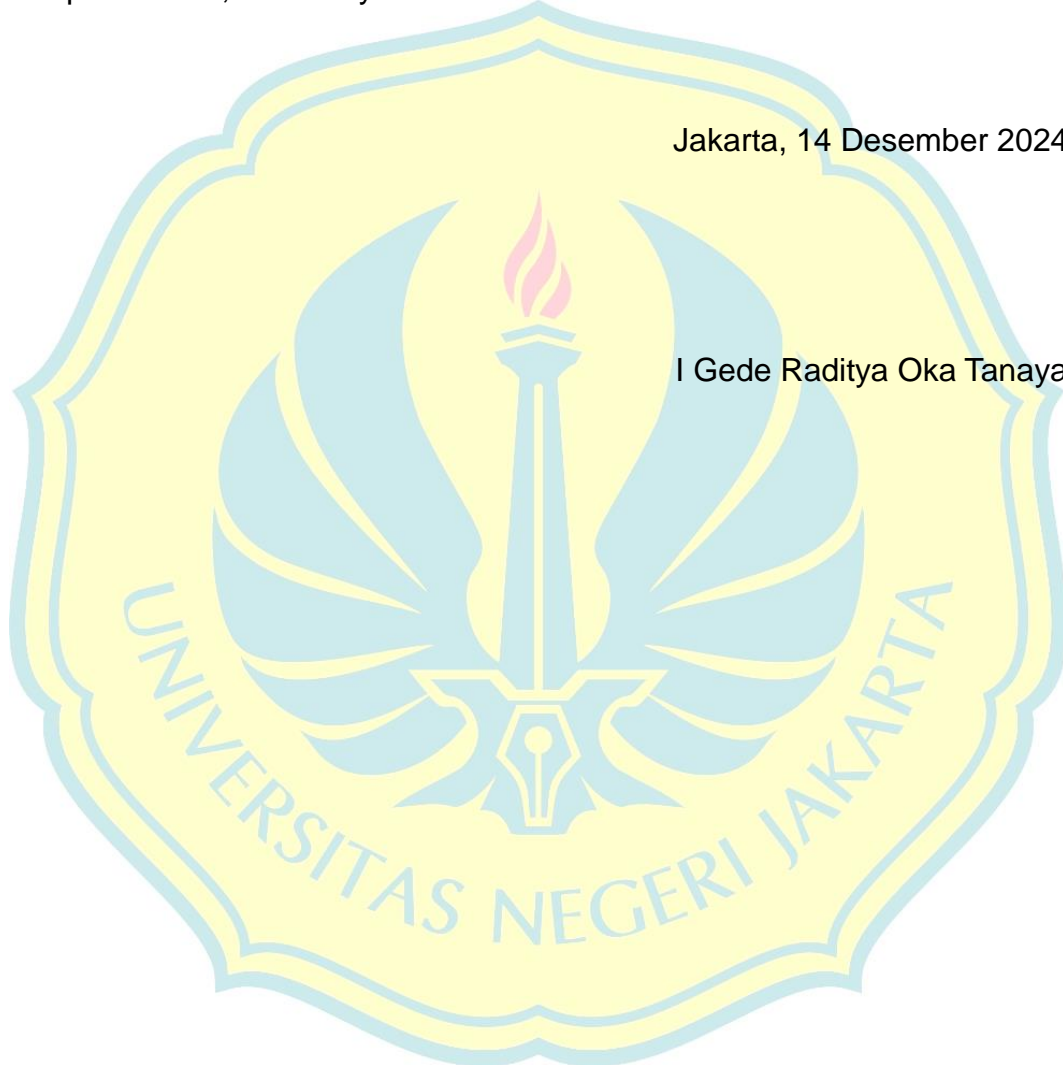 Jakarta, 14 Desember 2024
I Gede Raditya Oka Tanaya
UNIVERSITAS NEGERI JAKARTA